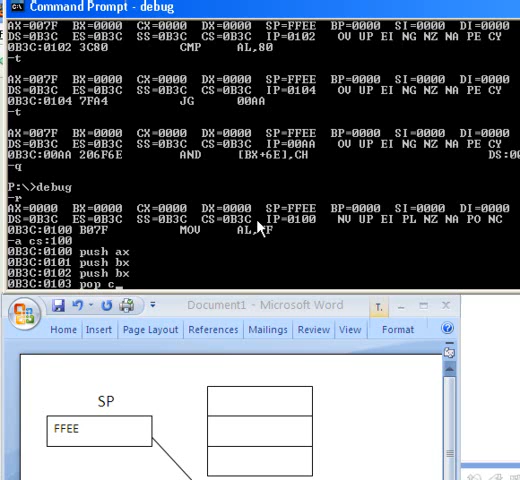 Command Prompt - debug
AX=007F BX=0000 CX=0000 DX=0000 SP=FFEE BP=0000 SI=0000 DI=0000
DS=0B3C ES=0B3C SS=0B3C CS=0B3C IP=0102 OV UP EI NG NZ NA PE CY
0B3C:0102 3C80 CMP AL,80
-t
AX=007F BX=0000 CX=0000 DX=0000 SP=FFEE BP=0000 SI=0000 DI=0000
DS=0B3C ES=0B3C SS=0B3C CS=0B3C IP=0104 OV UP EI NG NZ NA PE CY
0B3C:0104 7FA4 JG 00AA
-t
AX=007F BX=0000 CX=0000 DX=0000 SP=FFEE BP=0000 SI=0000 DI=0000
DS=0B3C ES=0B3C SS=0B3C CS=0B3C IP=00AA OV UP EI NG NZ NA PE CY
0B3C:00AA 206F6E AND [BX+6E],CH DS:00
-q
P:\>debug
-r
AX=0000 BX=0000 CX=0000 DX=0000 SP=FFEE BP=0000 SI=0000 DI=0000
DS=0B3C ES=0B3C SS=0B3C CS=0B3C IP=0100 NV UP EI PL NZ NA PO NC
0B3C:0100 B07F MOV AL,7F
-a cs:100
0B3C:0100 push ax
0B3C:0101 push bx
0B3C:0102 push bx
0B3C:0103 pop c_
Document1 - Microsoft Word T.
Home Insert Page Layout References Mailings Review View Format
SP
FFEE